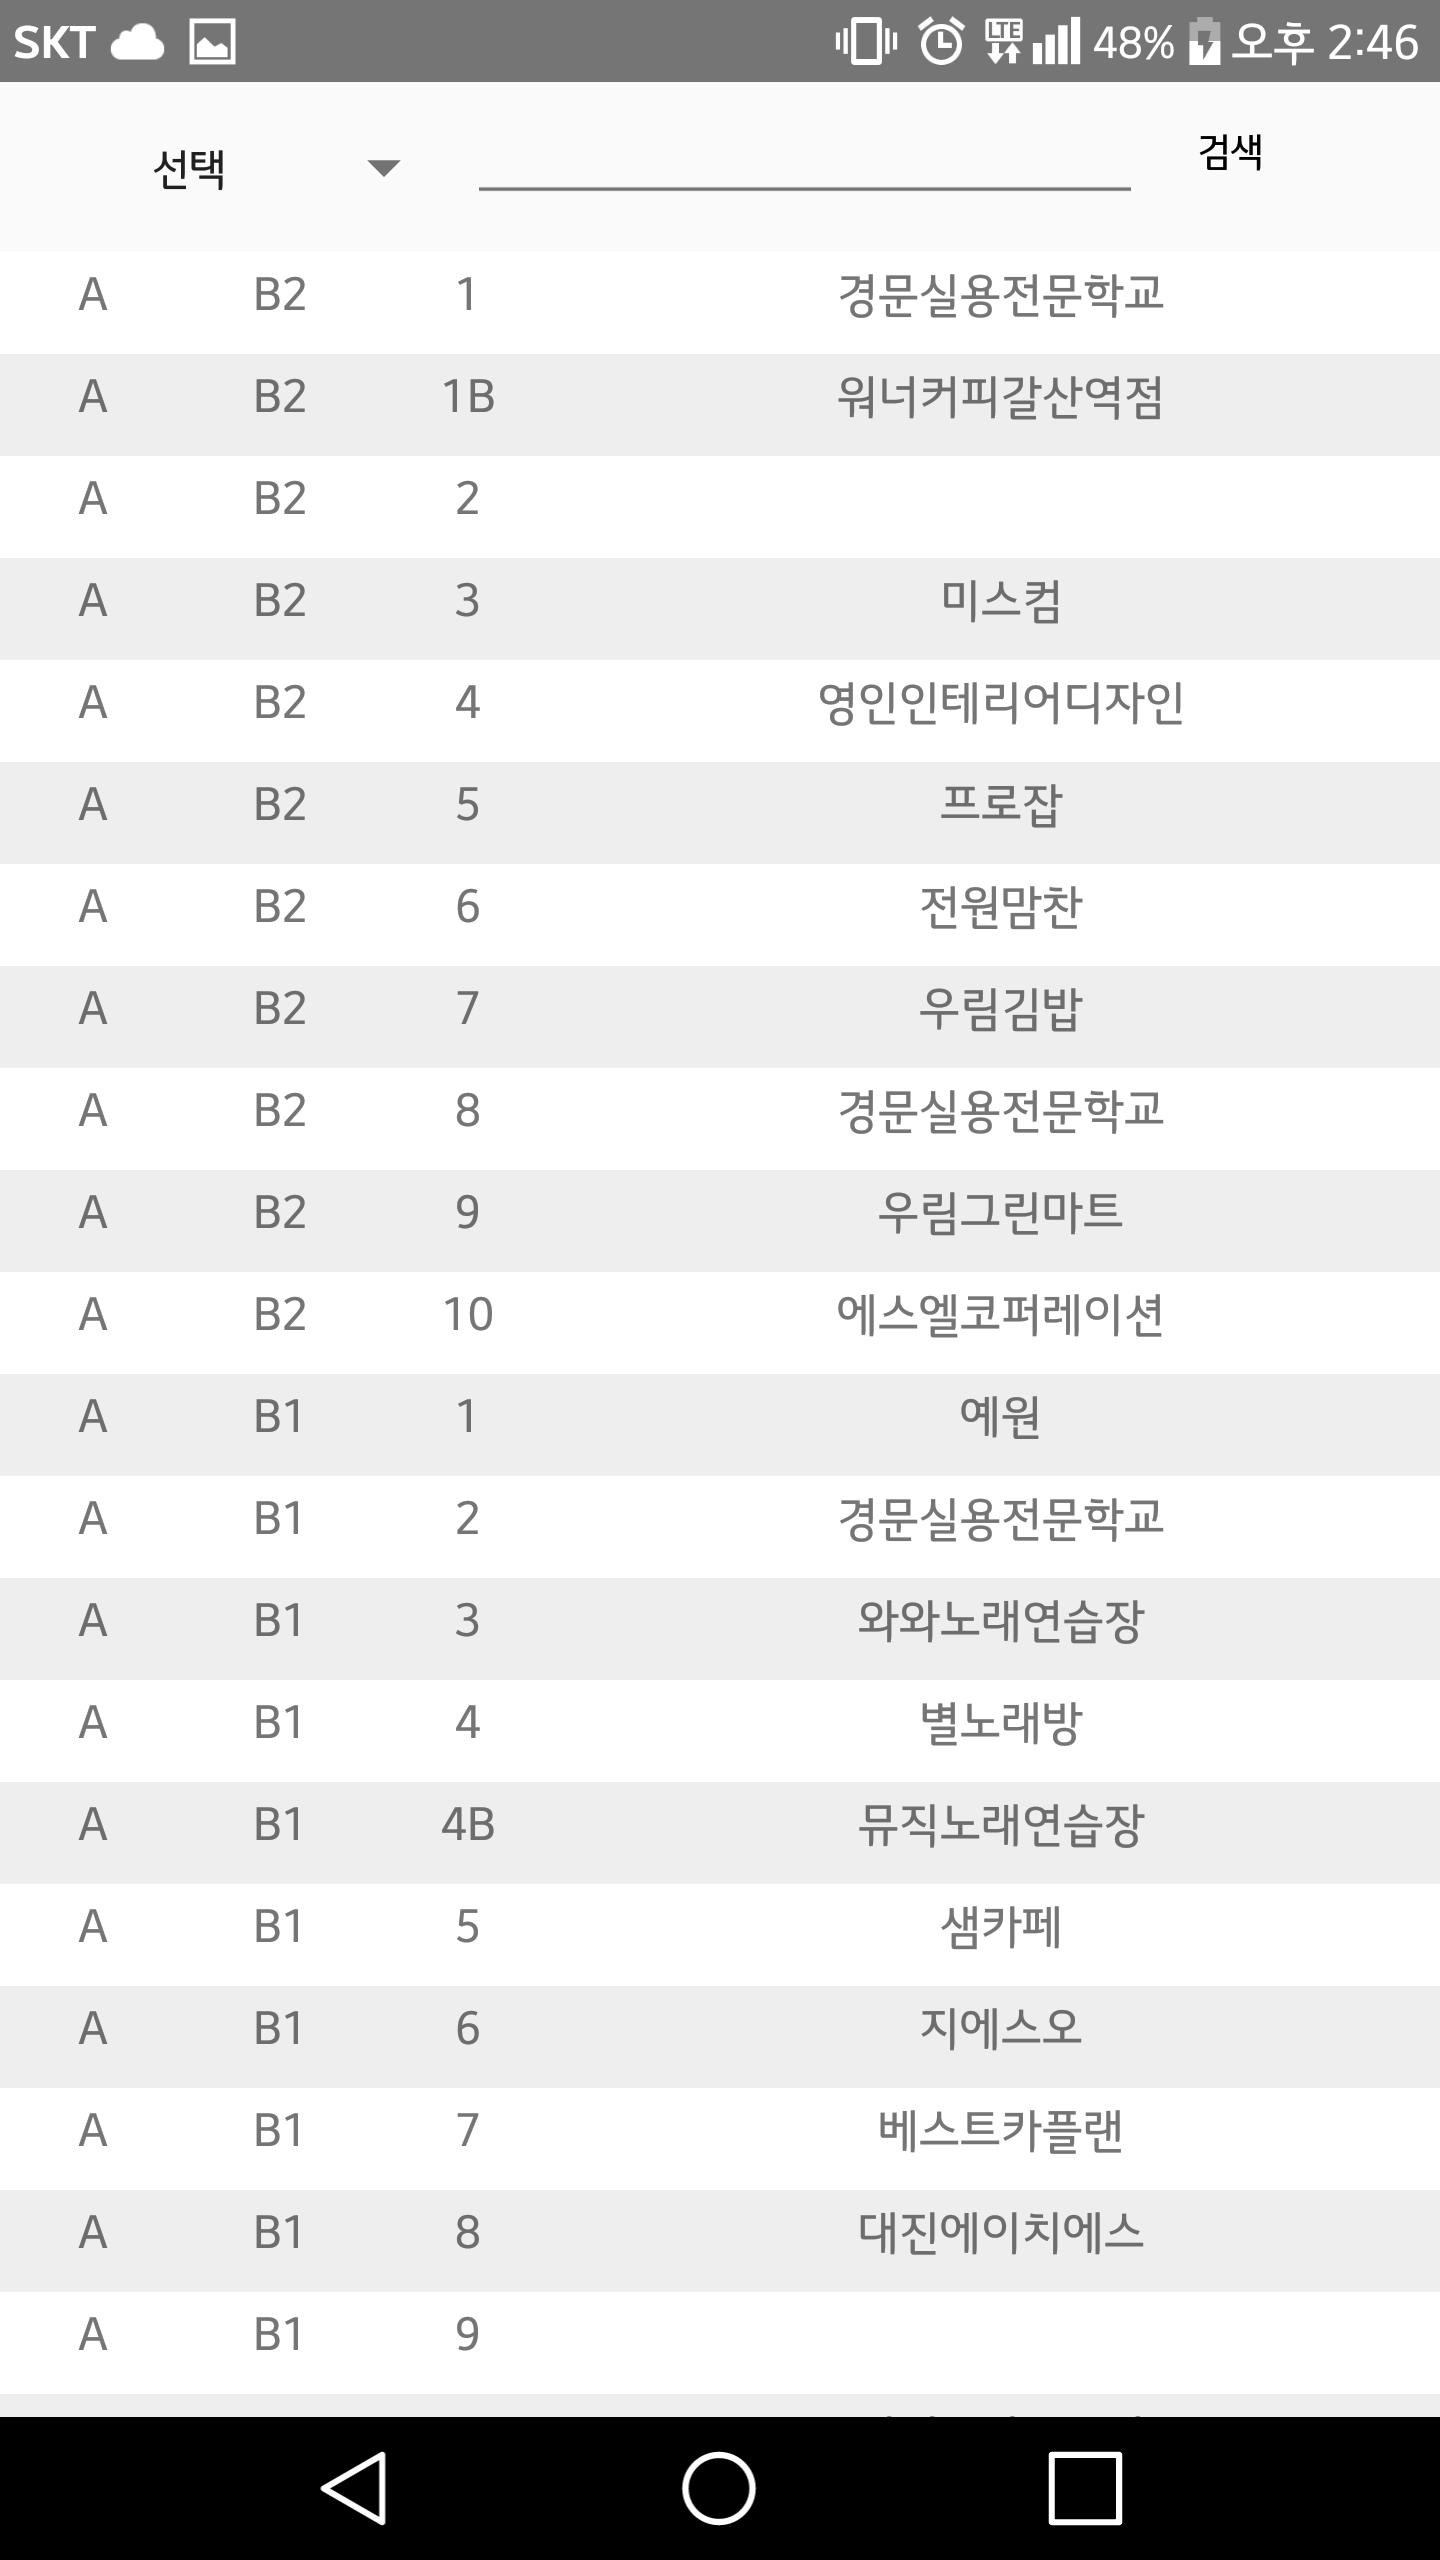 SKT LTE 48% 오후 2:46
선택 검색
A B2 1 경문실용전문학교
A B2 1B 워너커피갈산역점
A B2 2
A B2 3 미스컴
A B2 4 영인인테리어디자인
A B2 5 프로잡
A B2 6 전원맘찬
A B2 7 우림김밥
A B2 8 경문실용전문학교
A B2 9 우림그린마트
A B2 10 에스엘코퍼레이션
A B1 1 예원
A B1 2 경문실용전문학교
A B1 3 와와노래연습장
A B1 4 별노래방
A B1 4B 뮤직노래연습장
A B1 5 샘카페
A B1 6 지에스오
A B1 7 베스트카플랜
A B1 8 대진에이치에스
A B1 9